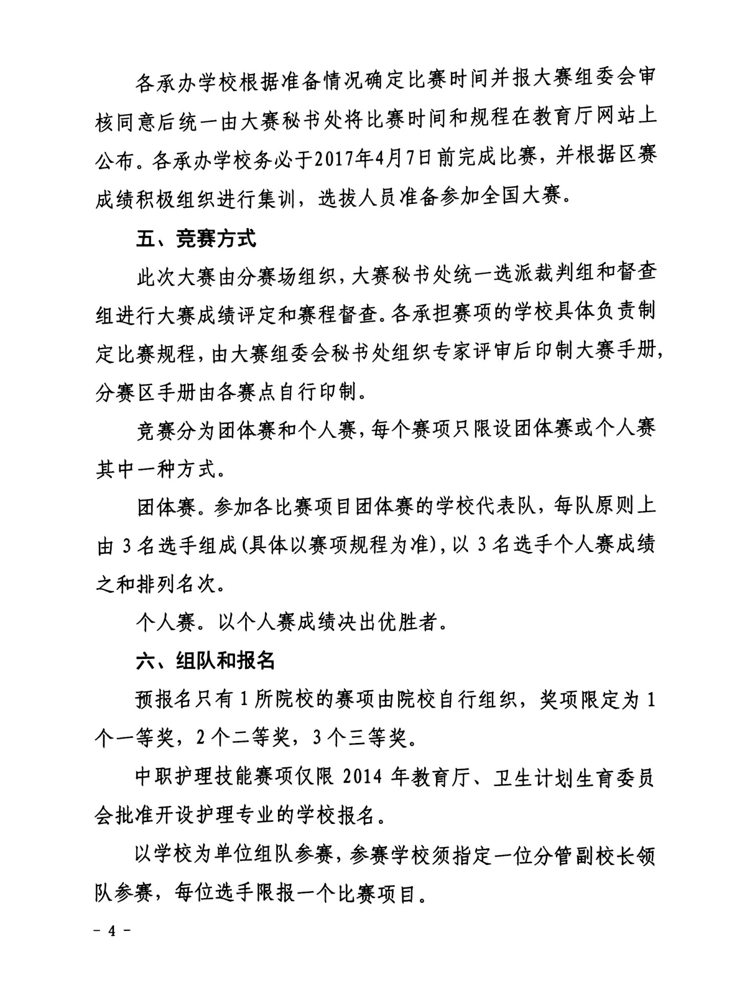 各承办学校根据准备情况确定比赛时间并报大赛组委会审
核同意后统一由大赛秘书处将比赛时间和规程在教育厅网站上
公布。各承办学校务必于2017年4月7日前完成比赛，并根据区赛
成绩积极组织进行集训，选拔人员准备参加全国大赛。
五、竞赛方式
此次大赛由分赛场组织，大赛秘书处统一选派裁判组和督查
组进行大赛成绩评定和赛程督查。各承担赛项的学校具体负责制
定比赛规程，由大赛组委会秘书处组织专家评审后印制大赛手册，
分赛区手册由各赛点自行印制。
竞赛分为团体赛和个人赛，每个赛项只限设团体赛或个人赛
其中一种方式。
团体赛。参加各比赛项目团体赛的学校代表队，每队原则上
由 3 名选手组成(具体以赛项规程为准)，以 3 名选手个人赛成绩
之和排列名次。
个人赛。以个人赛成绩决出优胜者。
六、组队和报名
预报名只有 1 所院校的赛项由院校自行组织，奖项限定为 1
个一等奖，2 个二等奖，3 个三等奖。
中职护理技能赛项仅限 2014 年教育厅、卫生计划生育委员
会批准开设护理专业的学校报名。
以学校为单位组队参赛，参赛学校须指定一位分管副校长领
队参赛，每位选手限报一个比赛项目。
- 4 -